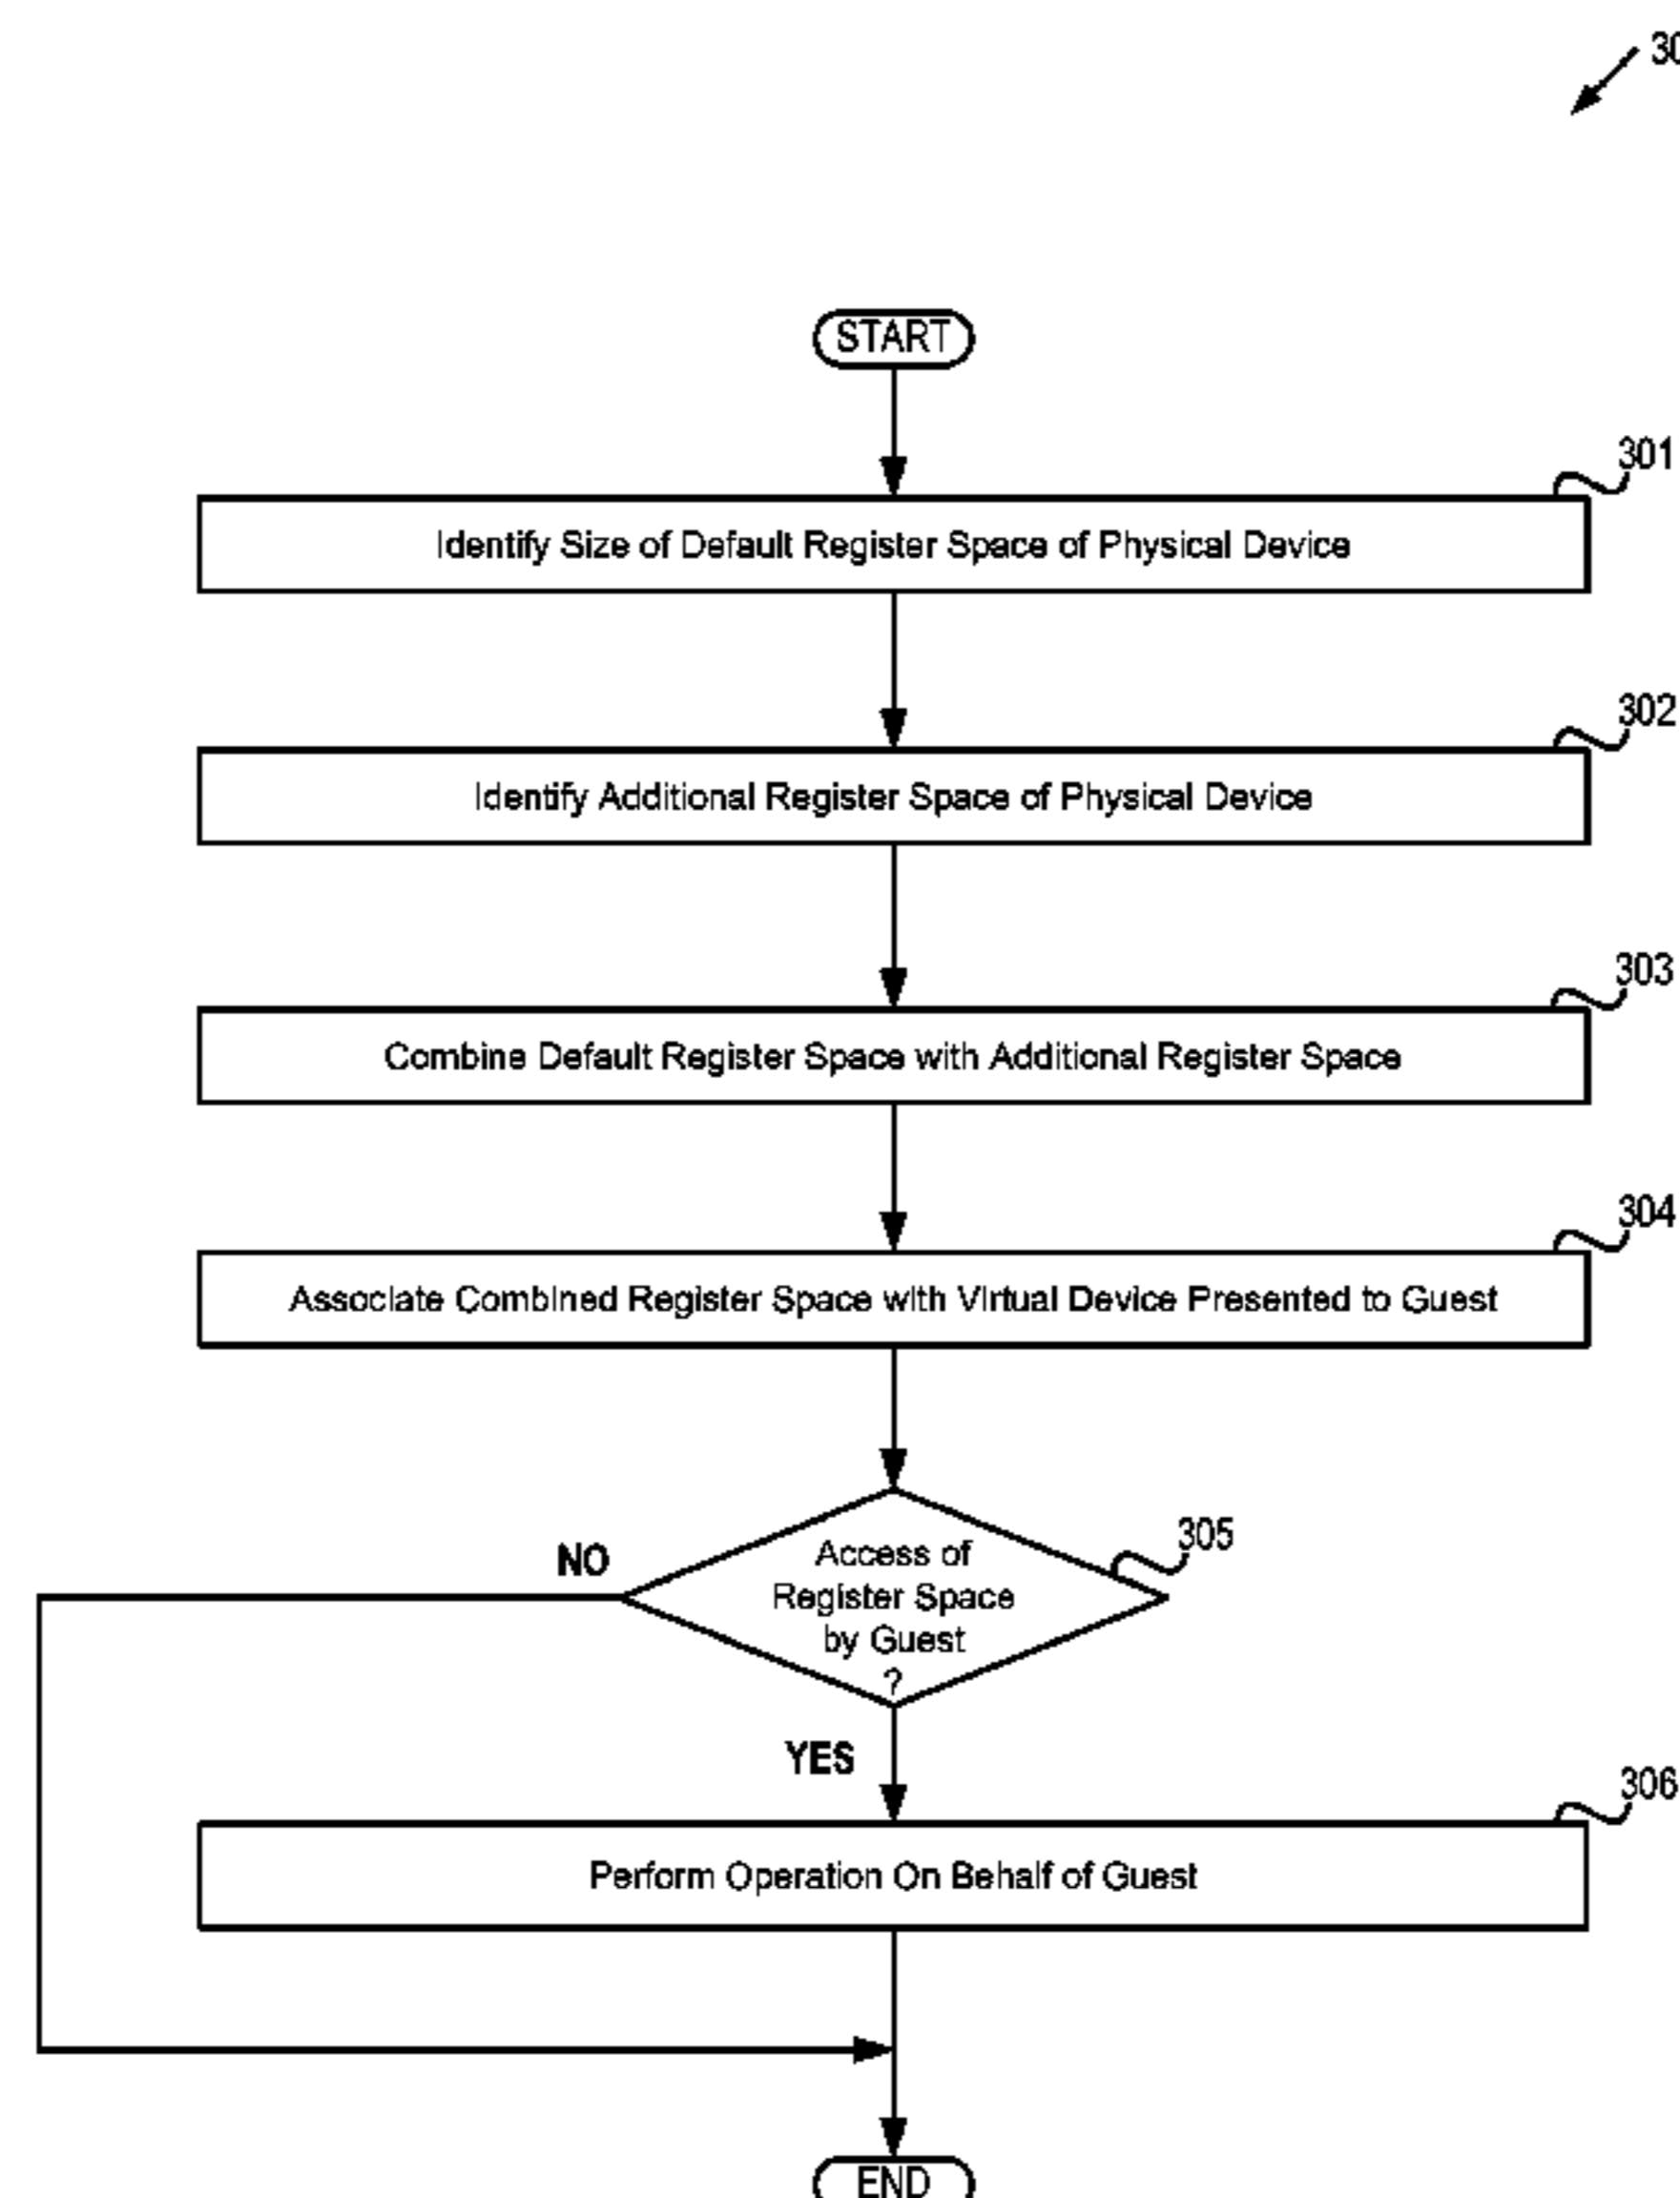 START
301
Identify Size of Default Register Space of Physical Device
302
Identify Additional Register Space of Physical Device
303
Combine Default Register Space with Additional Register Space
304
Associate Combined Register Space with Virtual Device Presented to Guest
305
Access of
Register Space
by Guest
?
NO
YES
306
Perform Operation On Behalf of Guest
END